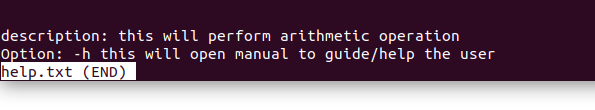 description: this will perform arithmetic operation
Option: -h this will open manual to guide/help the user
help.txt (END)